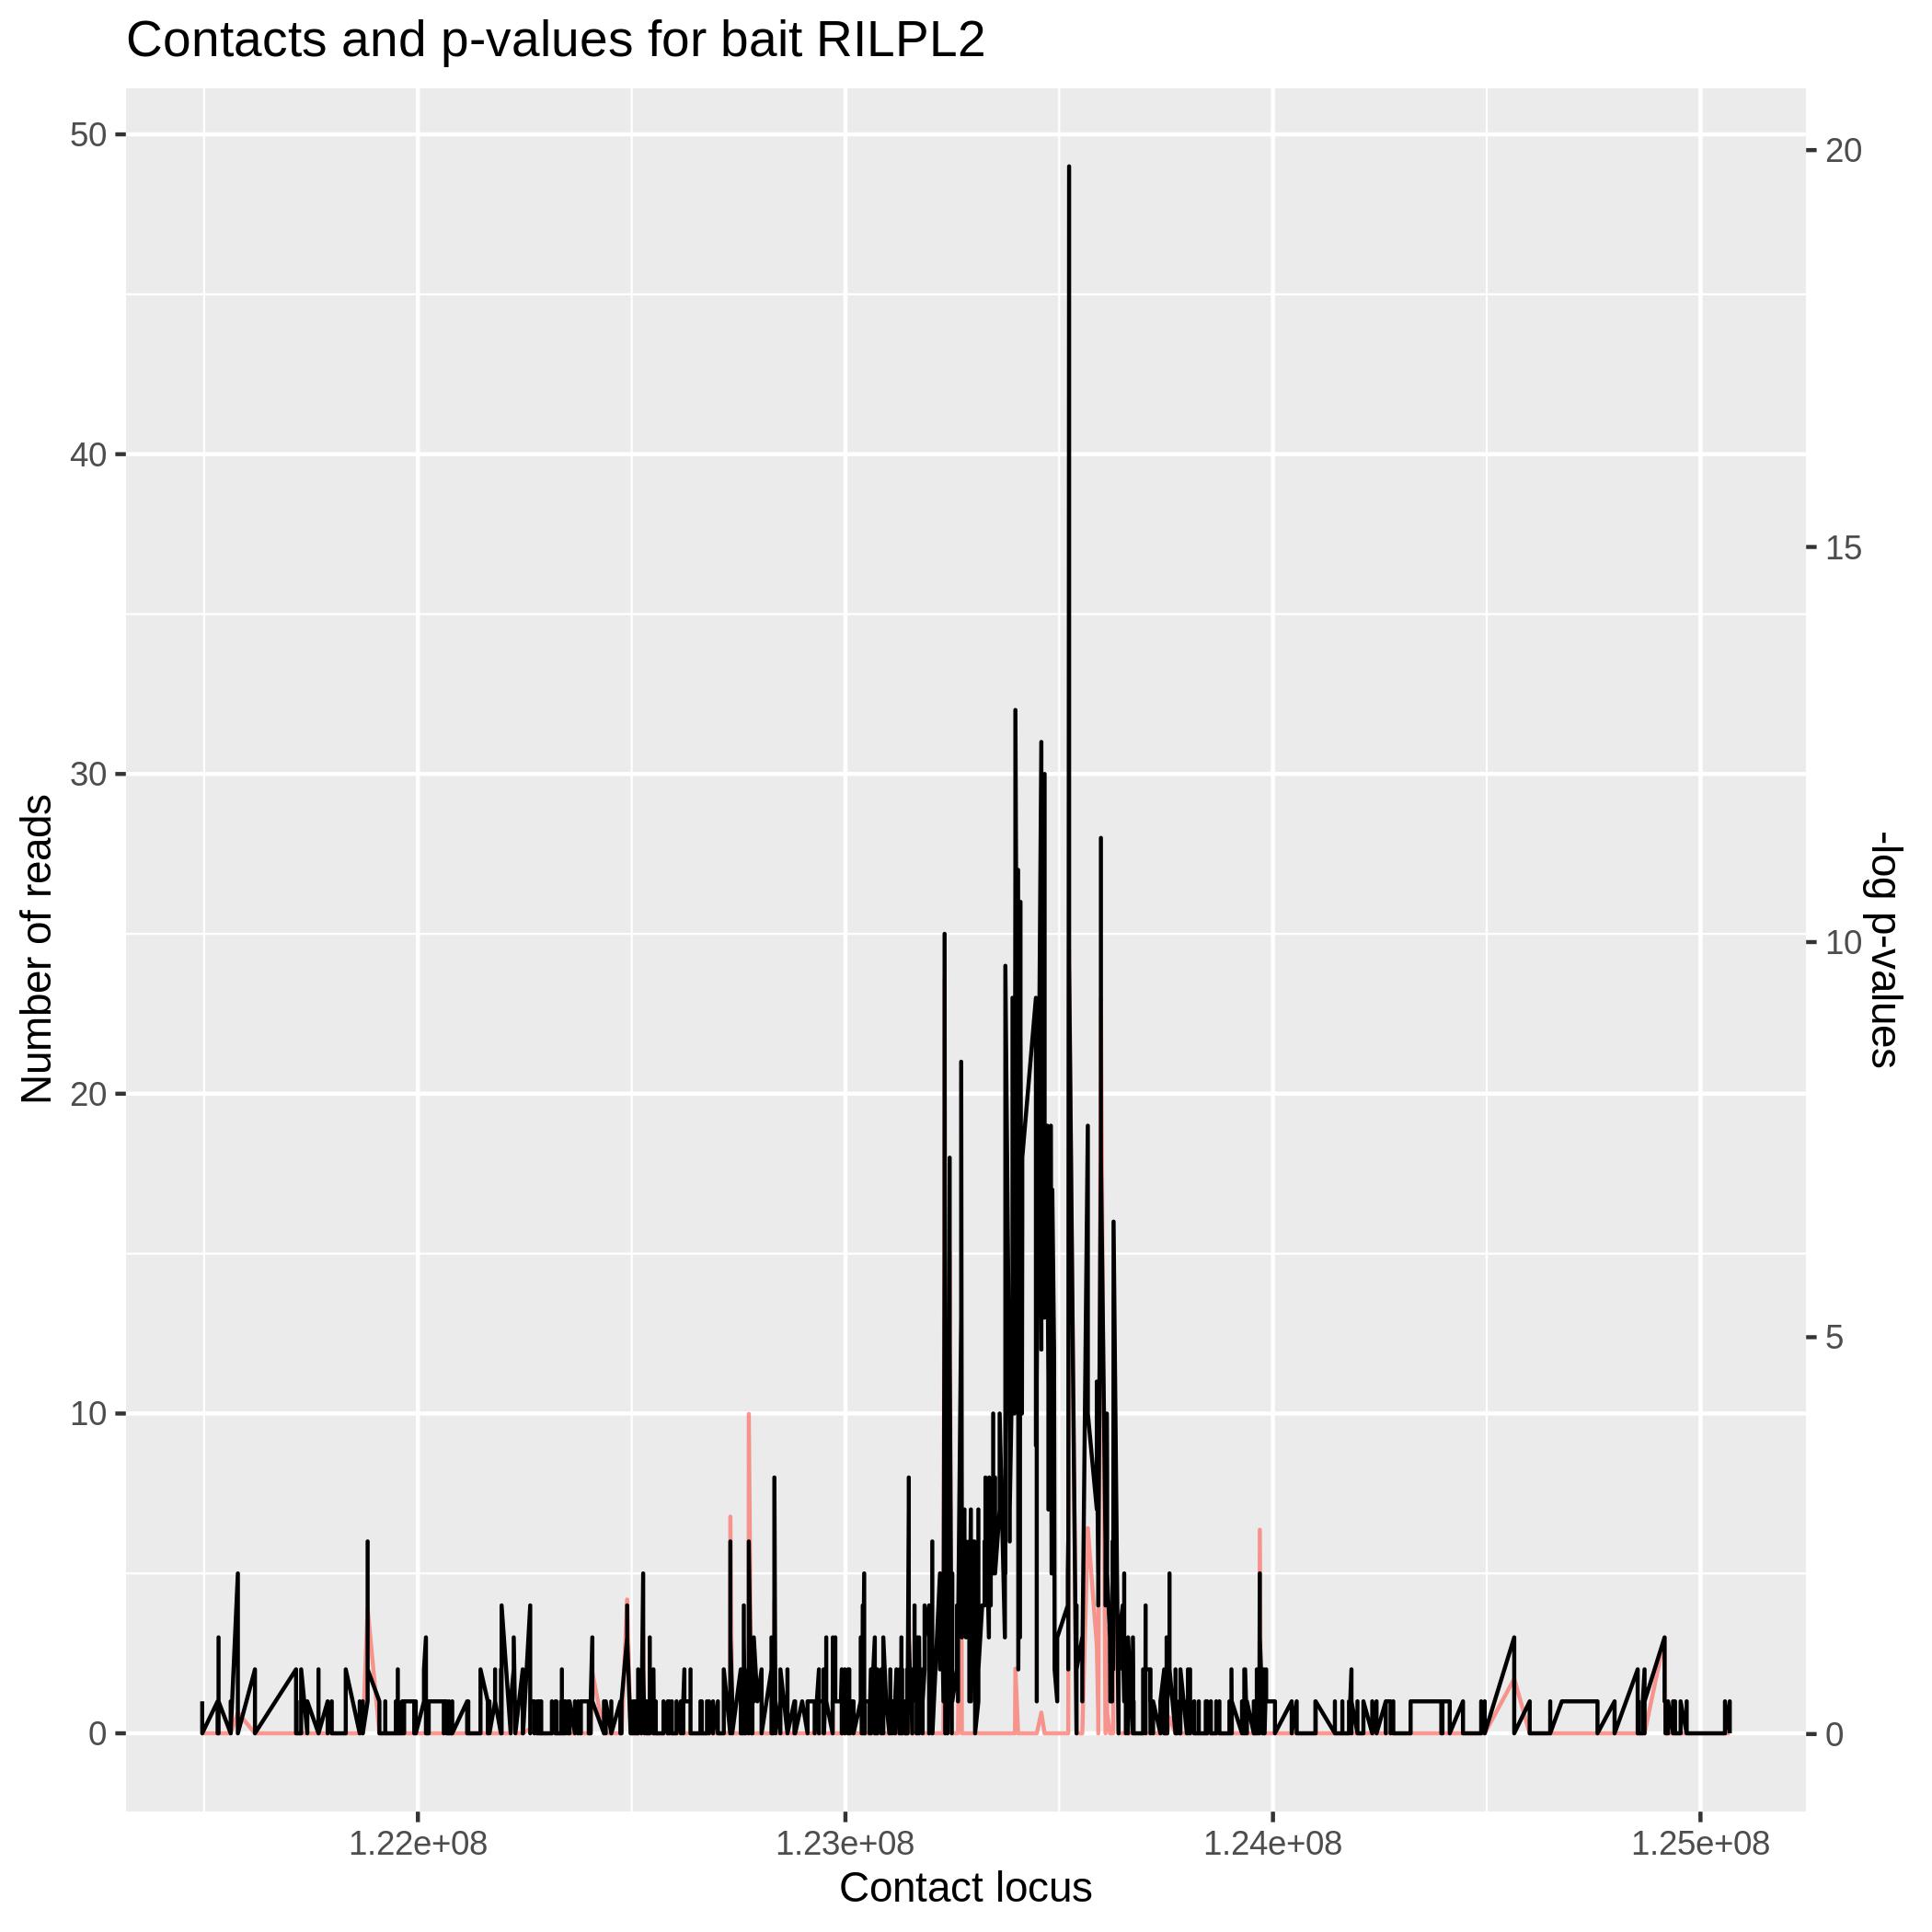 Contacts and p-values for bait RILPL2
50
40
30
20
10
0
Number of reads
20
15
10
5
0
-log p-values
1.22e+08 1.23e+08 1.24e+08 1.25e+08
Contact locus